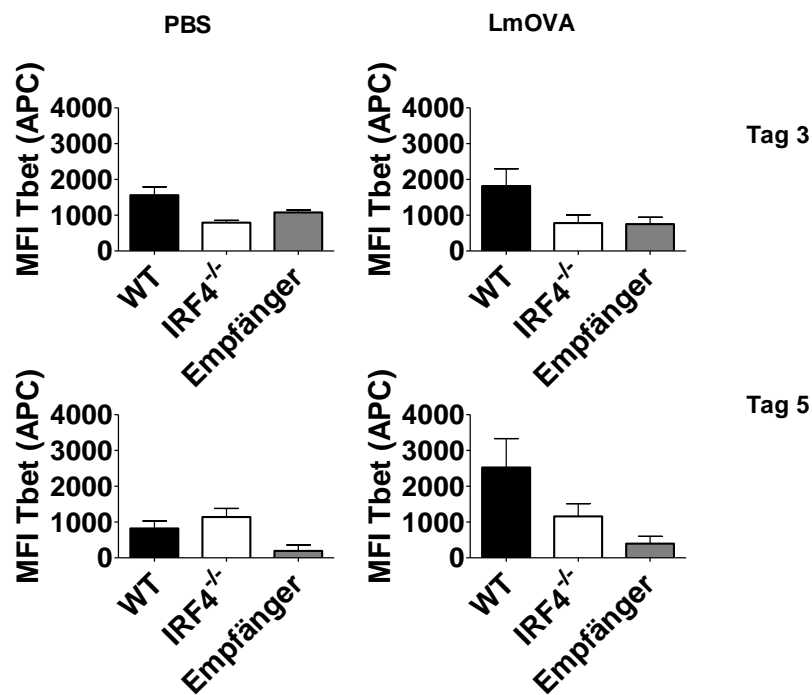 PBS
LmOVA
MFI Tbet (APC)
4000
3000
2000
1000
0
WT
IRF4-/-
Empfänger
MFI Tbet (APC)
4000
3000
2000
1000
0
WT
IRF4-/-
Empfänger
Tag 3
MFI Tbet (APC)
4000
3000
2000
1000
0
WT
IRF4-/-
Empfänger
MFI Tbet (APC)
4000
3000
2000
1000
0
WT
IRF4-/-
Empfänger
Tag 5